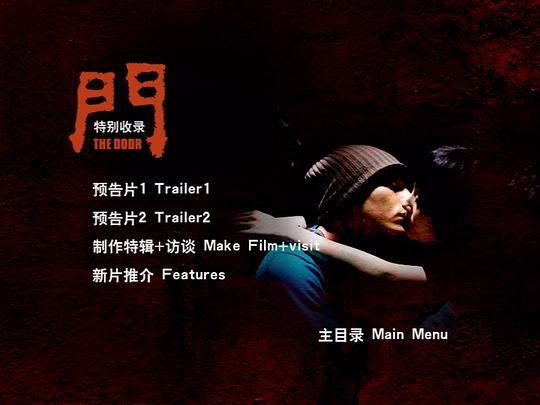 門
特别收录
THE DOOR
预告片1 Trailer1
预告片2 Trailer2
制作特辑+访谈 Make Film+visit
新片推介 Features
主目录 Main Menu